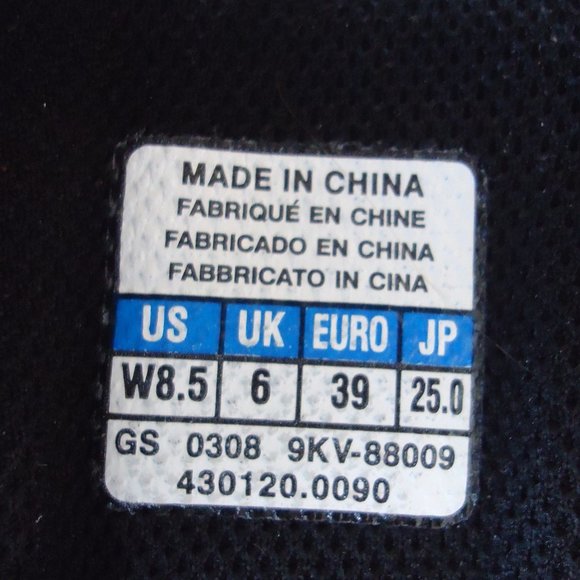 MADE IN CHINA
FABRIQUÉ EN CHINE
FABRICADO EN CHINA
FABBRICATO IN CINA
US UK EURO JP
W8.5 6 39 25.0
GS 0308 9KV-88009
430120.0090